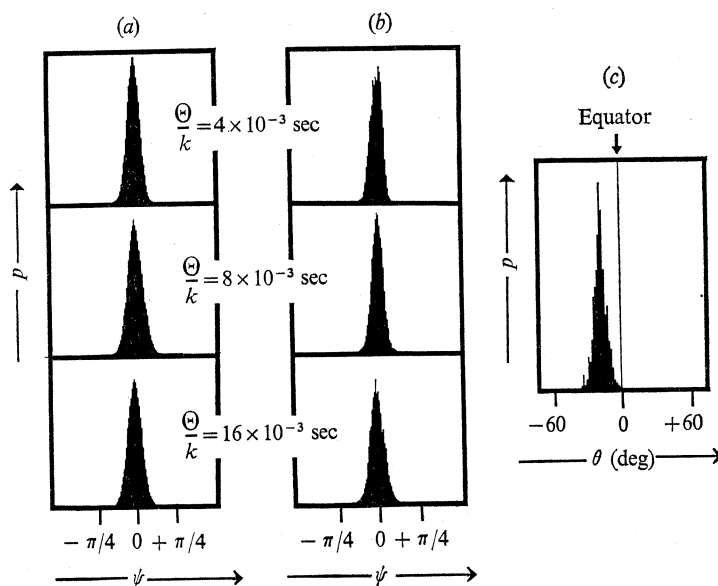 (a)
(b)
(c)
Θ/k = 4 × 10⁻³ sec
Θ/k = 8 × 10⁻³ sec
Θ/k = 16 × 10⁻³ sec
p
− π/4 0 + π/4
ψ
− π/4 0 + π/4
ψ
Equator
p
−60 0 +60
θ (deg)